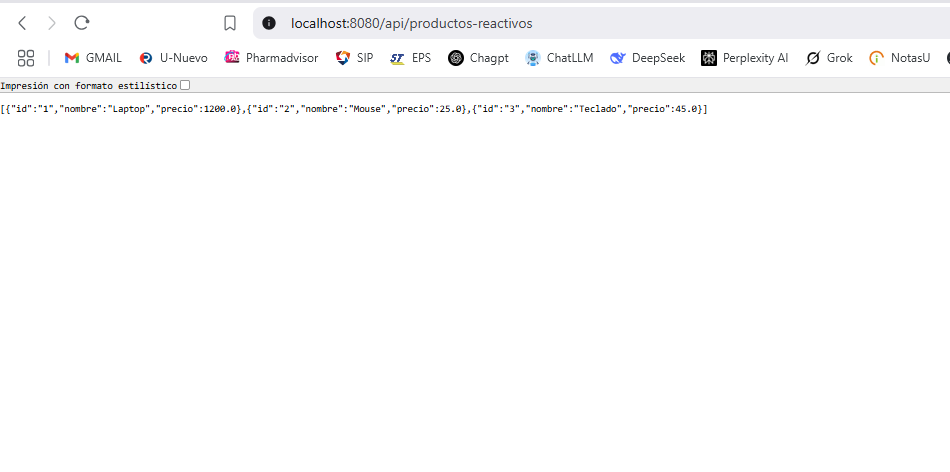 localhost:8080/api/productos-reactivos
GMAIL U-Nuevo Pharmadvisor SIP EPS Chagpt ChatLLM DeepSeek Perplexity AI Grok NotasU
Impresión con formato estilístico
[{"id":"1","nombre":"Laptop","precio":1200.0},{"id":"2","nombre":"Mouse","precio":25.0},{"id":"3","nombre":"Teclado","precio":45.0}]